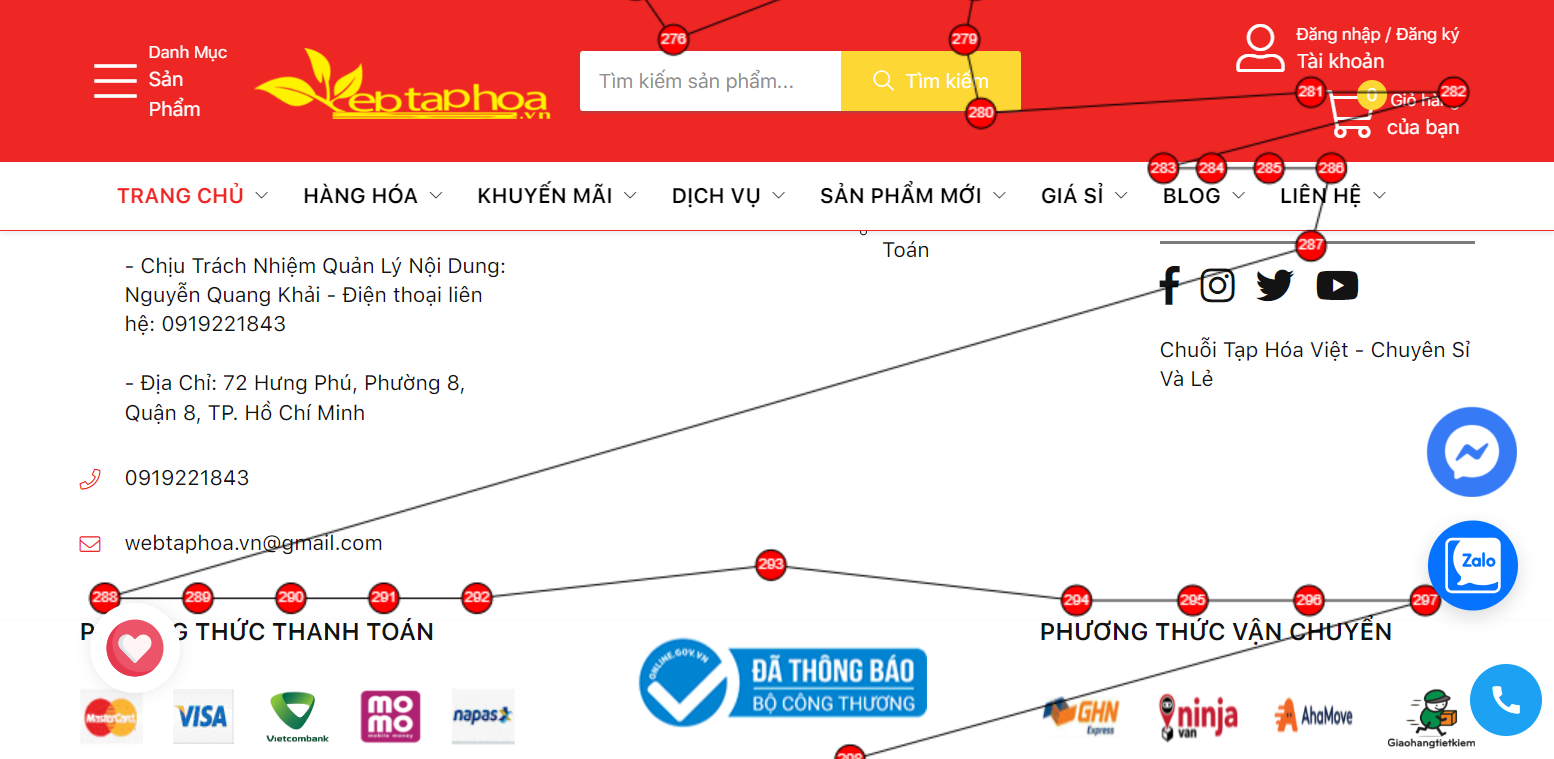 276
279
Đăng nhập / Đăng ký
Danh Mục
Sản
Phẩm
Tài khoản
ebtaphoa
.vn
Tìm kiếm sản phẩm...
Tìm kiếm
280
281
0
282
Giỏ hàng
của bạn
283
284
285
286
TRANG CHỦ
HÀNG HÓA
KHUYẾN MÃI
DỊCH VỤ
SẢN PHẨM MỚI
GIÁ SỈ
BLOG
LIÊN HỆ
Toán
287
- Chịu Trách Nhiệm Quản Lý Nội Dung:
Nguyễn Quang Khải - Điện thoại liên
hệ: 0919221843
Chuỗi Tạp Hóa Việt - Chuyên Sỉ
Và Lẻ
- Địa Chỉ: 72 Hưng Phú, Phường 8,
Quận 8, TP. Hồ Chí Minh
0919221843
webtaphoa.vn@gmail.com
Zalo
293
288
289
290
291
292
294
295
296
297
THỨC THANH TOÁN
PHƯƠNG THỨC VẬN CHUYỂN
ONLINE.GOV.VN
ĐÃ THÔNG BÁO
BỘ CÔNG THƯƠNG
MasterCard
VISA
Vietcombank
mo
mo
mobile money
napas
GHN
Express
ninja
van
AhaMove
Giaohangtietkiem